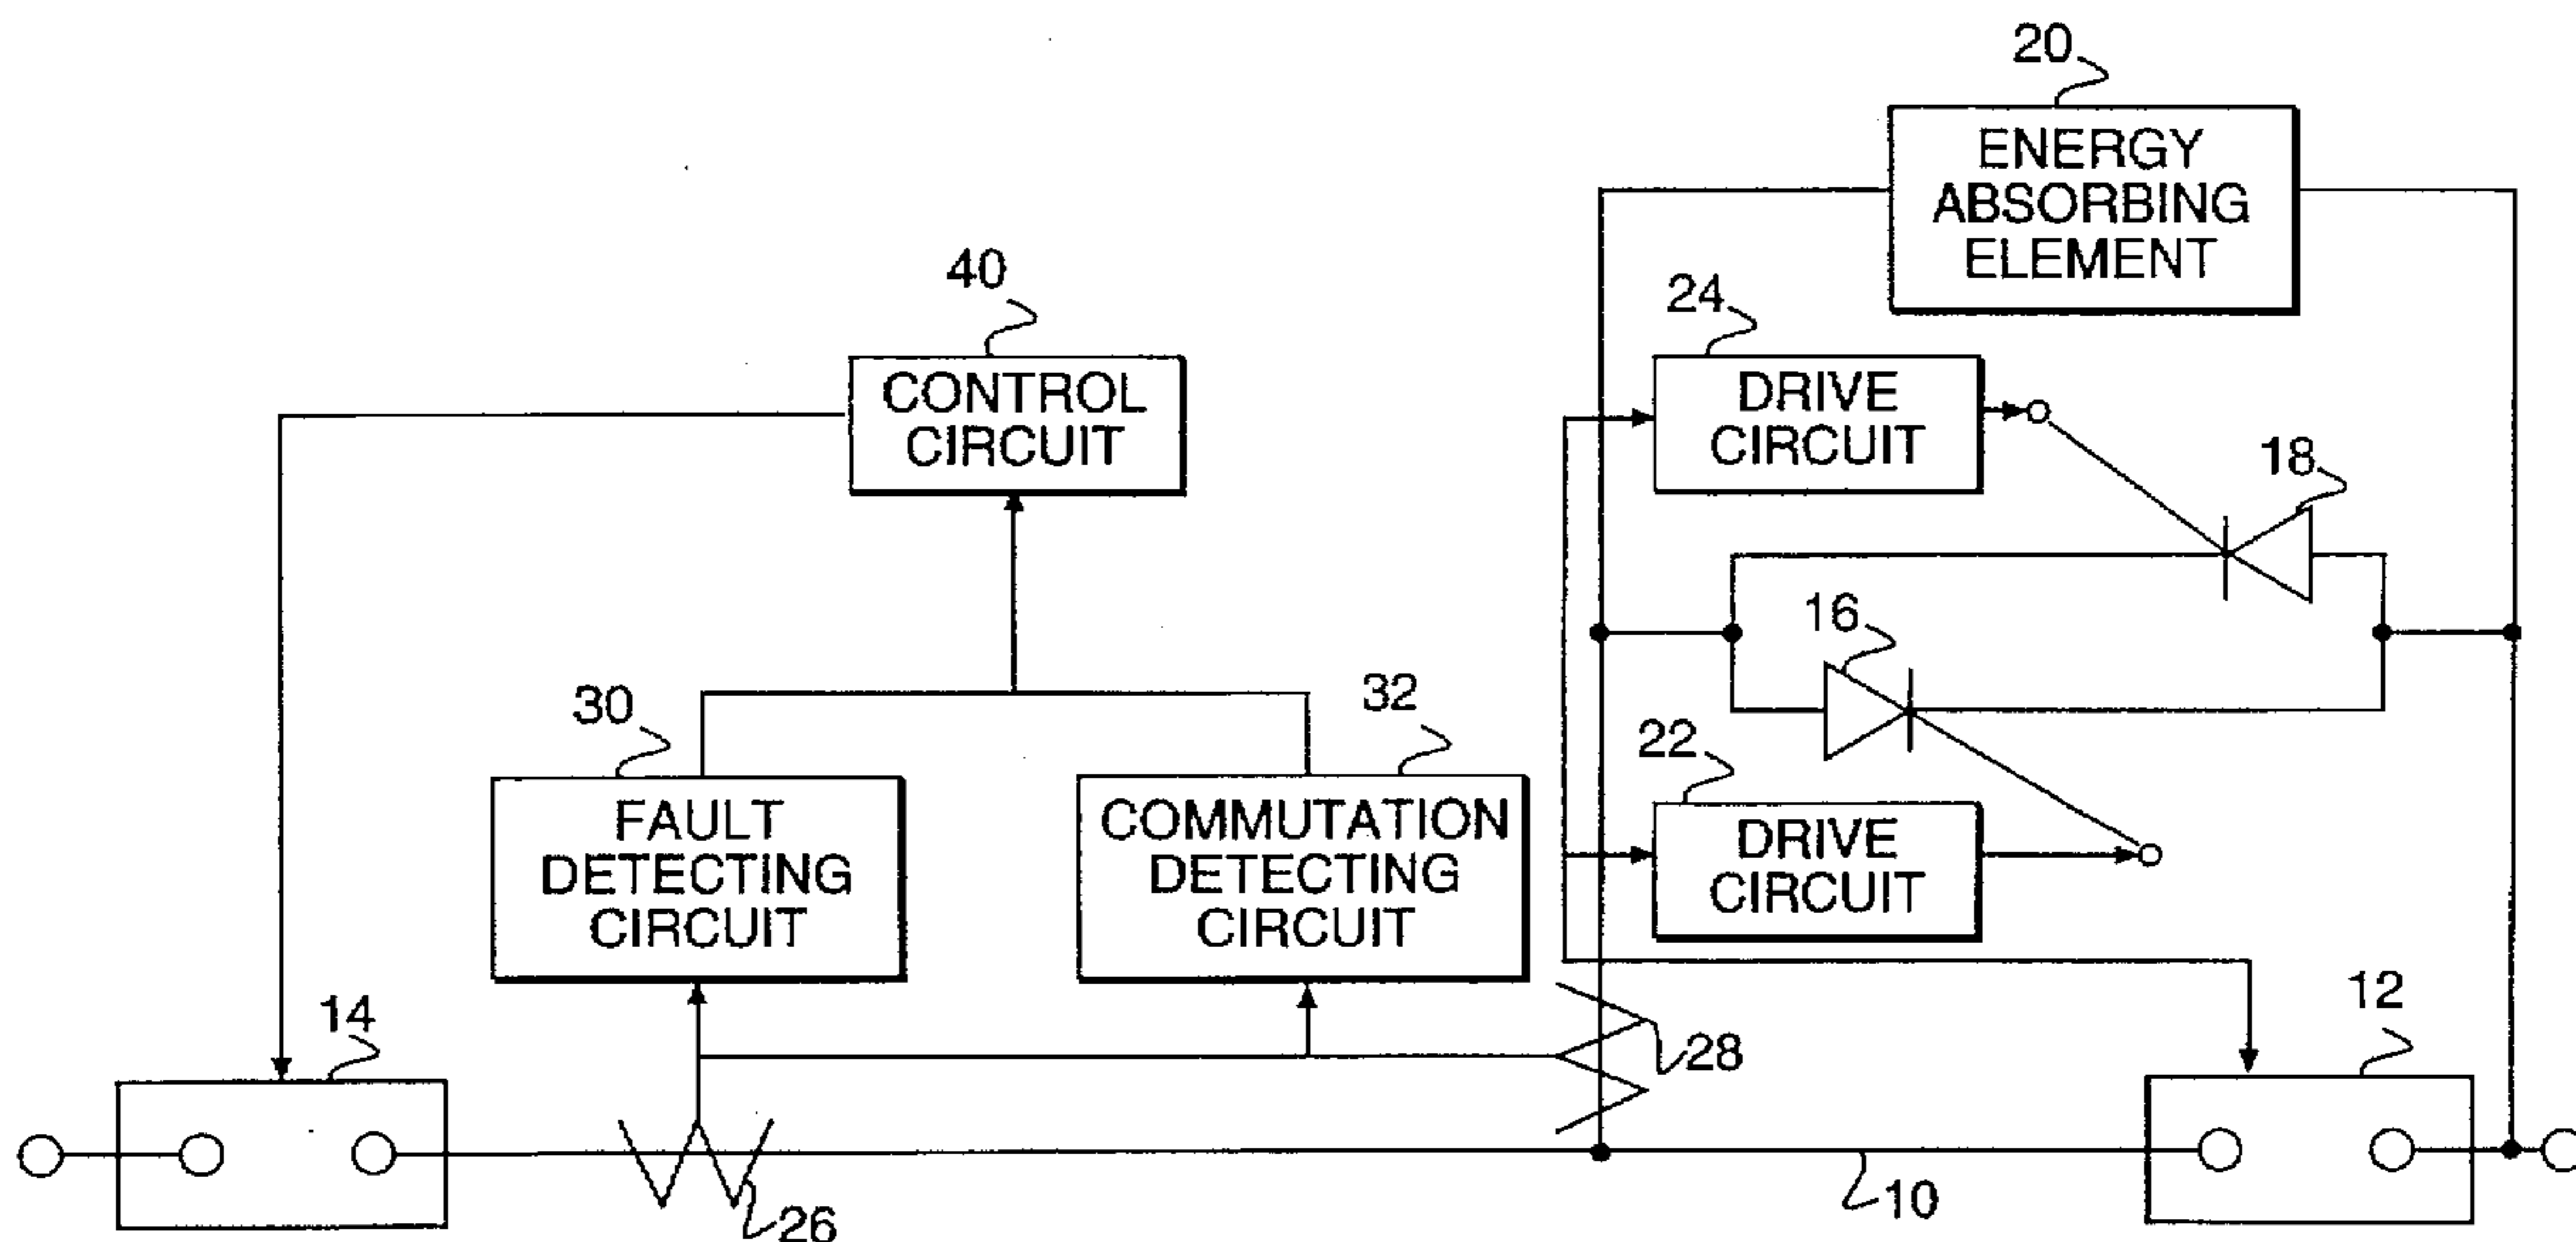 20
ENERGY
ABSORBING
ELEMENT
24
DRIVE
CIRCUIT
40
CONTROL
CIRCUIT
18
16
30
FAULT
DETECTING
CIRCUIT
32
COMMUTATION
DETECTING
CIRCUIT
22
DRIVE
CIRCUIT
14
28
12
26
10